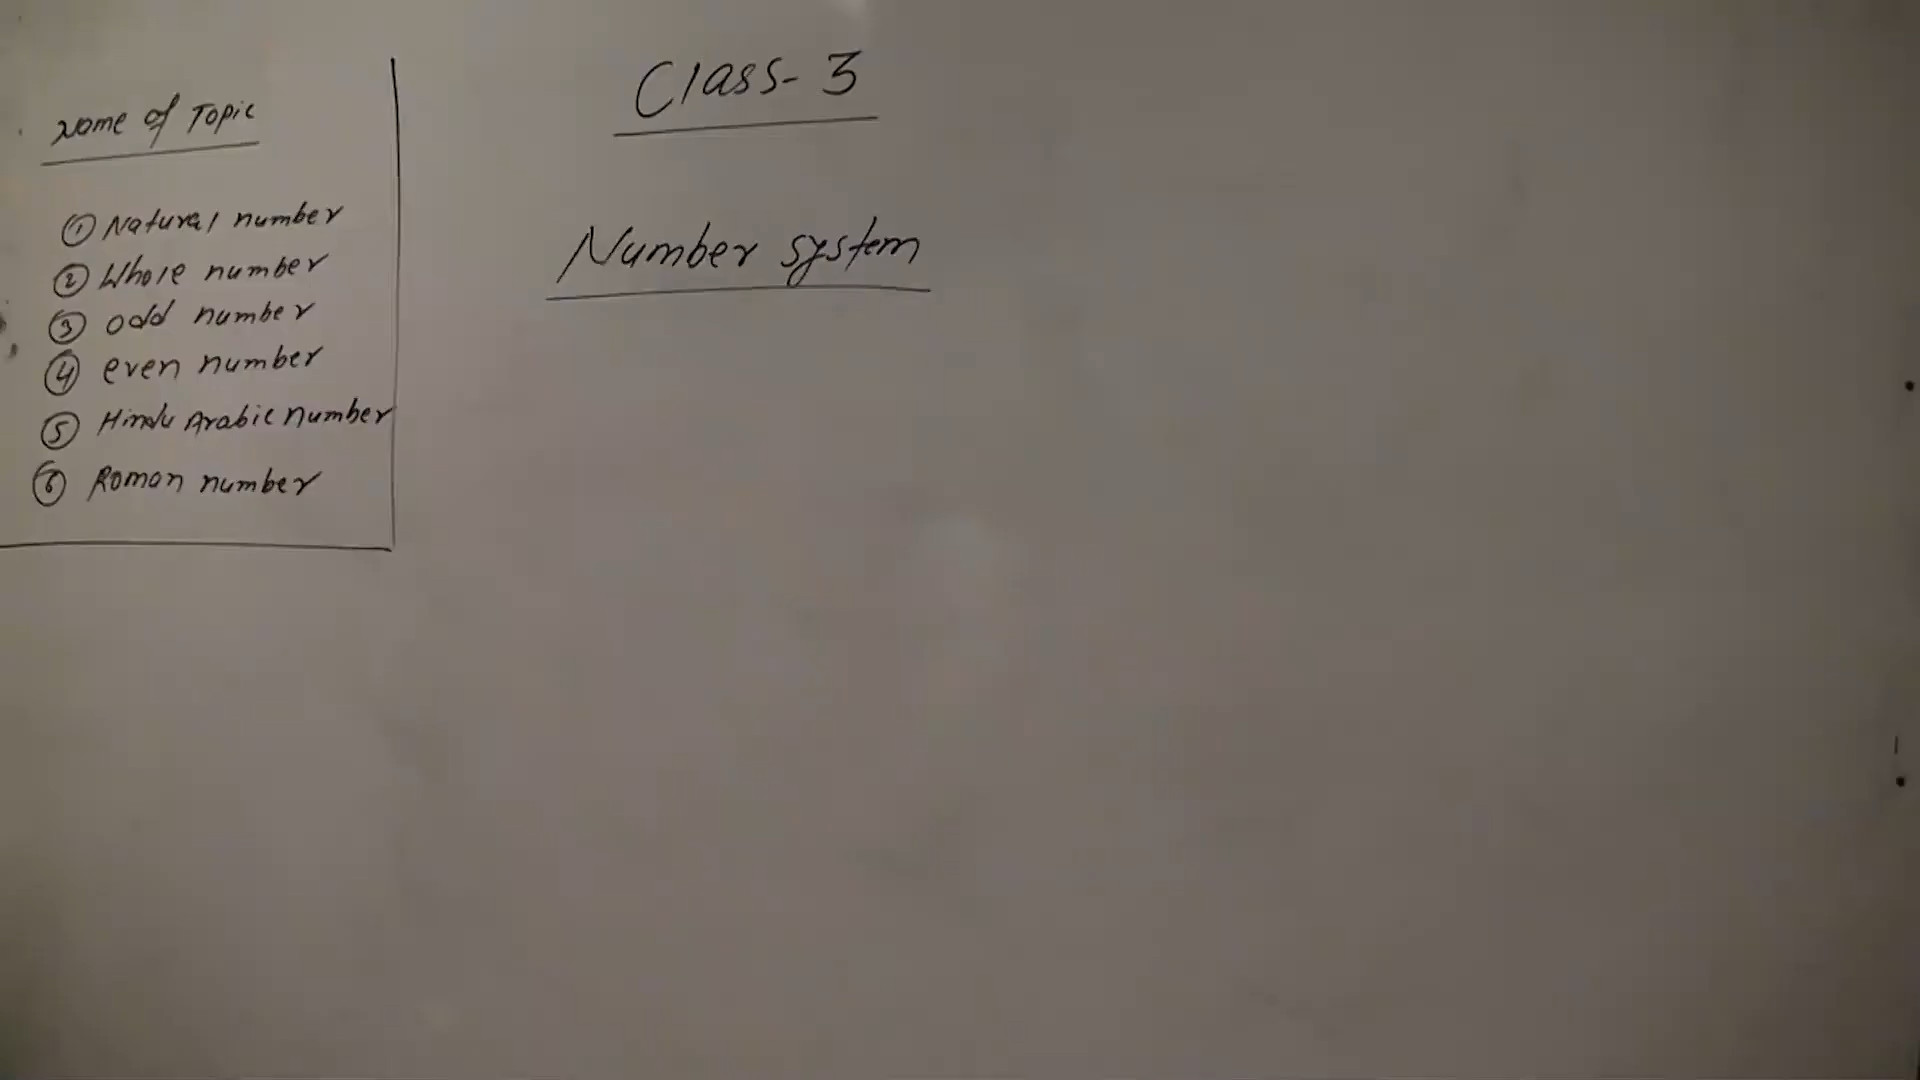 Class-3
Number system
Name of Topic
① Natural number
② Whole number
③ odd number
④ even number
⑤ Hindu Arabic number
⑥ Roman number